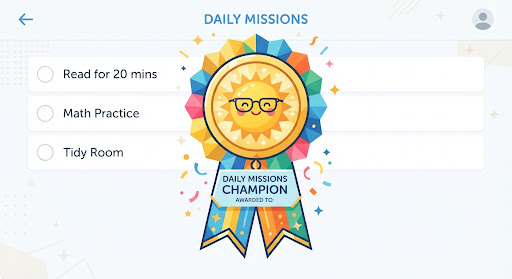 DAILY MISSIONS
Read for 20 mins
Math Practice
Tidy Room
DAILY MISSIONS
CHAMPION
AWARDED TO: